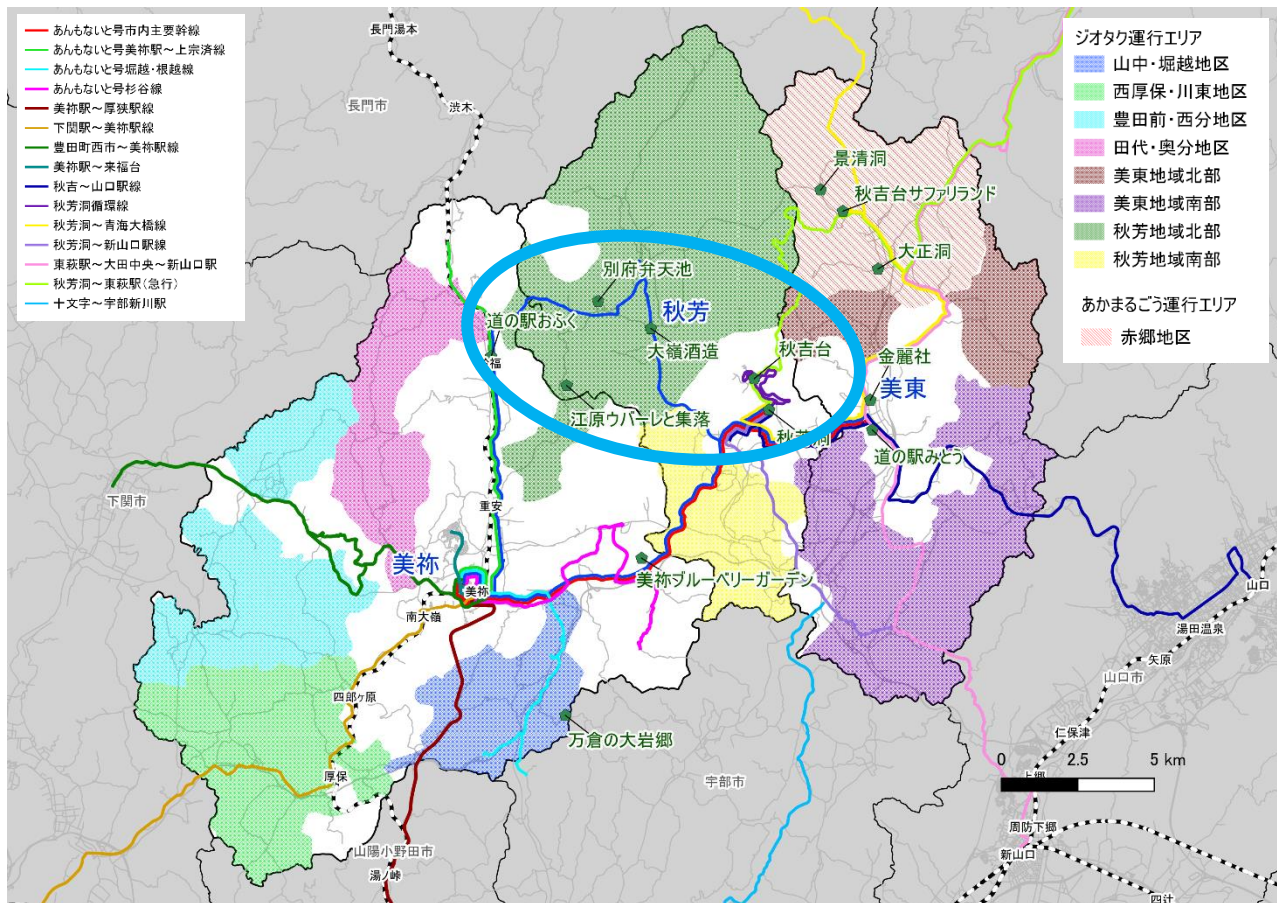 あんもないと号市内主要幹線
あんもないと号美祢駅～上宗済線
あんもないと号堀越・根越線
あんもないと号杉谷線
美祢駅～厚狭駅線
下関駅～美祢駅線
豊田町西市～美祢駅線
美祢駅～来福台
秋吉～山口駅線
秋芳洞循環線
秋芳洞～青海大橋線
秋芳洞～新山口駅線
東萩駅～大田中央～新山口駅
秋芳洞～東萩駅(急行)
十文字～宇部新川駅
ジオタク運行エリア
山中・堀越地区
西厚保・川東地区
豊田前・西分地区
田代・奥分地区
美東地域北部
美東地域南部
秋芳地域北部
秋芳地域南部
あかまるごう運行エリア
赤郷地区
長門湯本
長門市
渋木
景清洞
秋吉台サファリランド
大正洞
別府弁天池
秋芳
道の駅おふく
大嶺酒造
秋吉台
金麗社
美東
江原ウバーレと集落
秋芳洞
道の駅みとう
下関市
重安
美祢
美祢
美祢ブルーベリーガーデン
南大嶺
山口
湯田温泉
矢原
山口市
四郎ヶ原
万倉の大岩郷
仁保津
厚保
宇部市
0 2.5 5 km
上郷
周防下郷
新山口
山陽小野田市
湯ノ峠
四辻